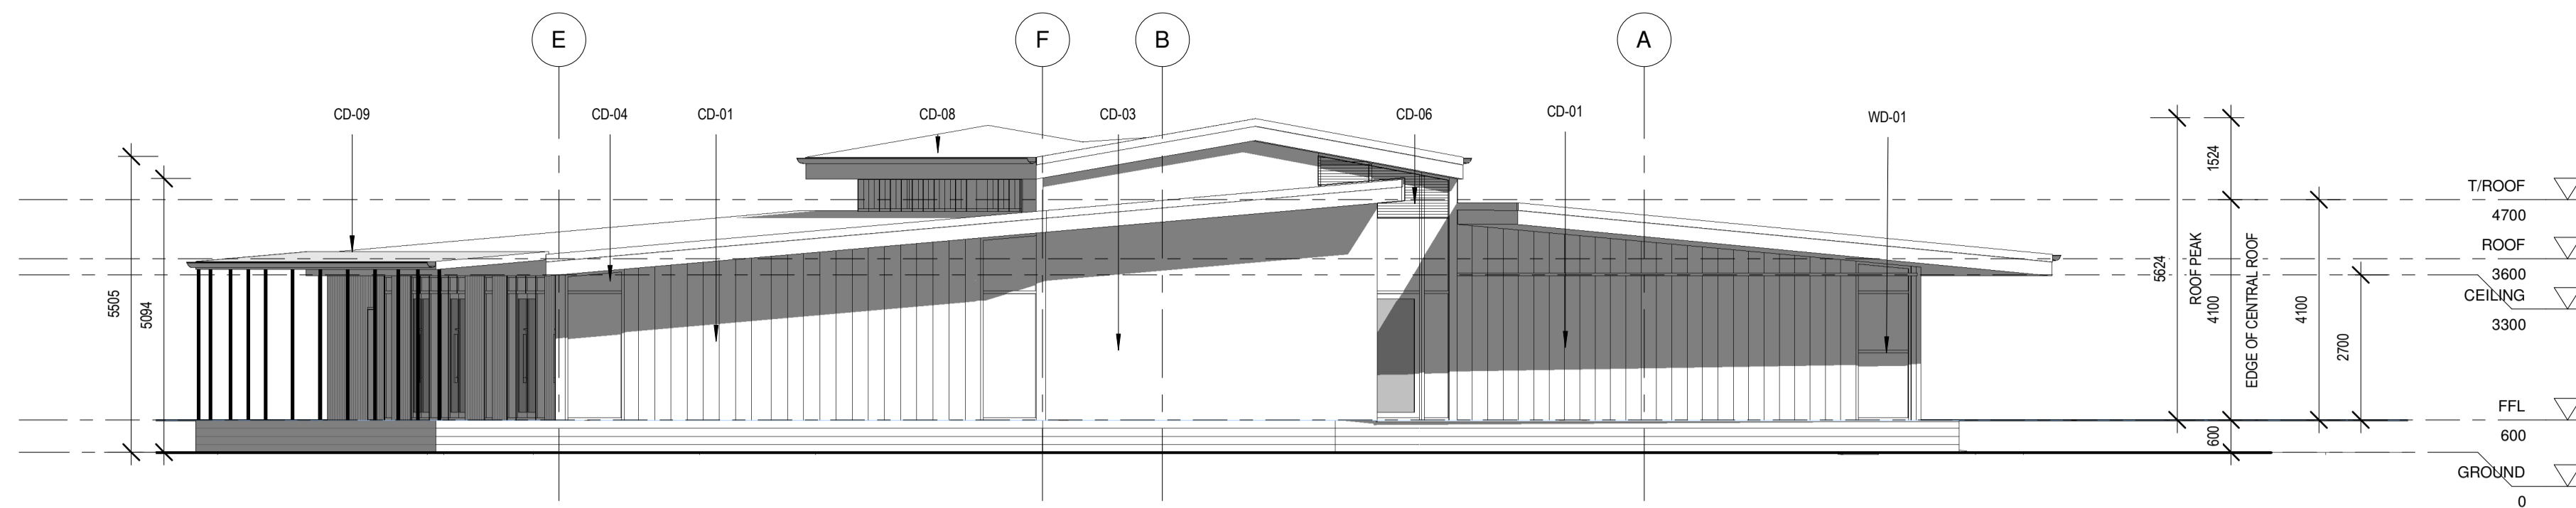 E
F
B
A
CD-09
CD-04
CD-01
CD-08
CD-03
CD-06
CD-01
WD-01
5505
5094
5624
ROOF PEAK
1524
4100
600
EDGE OF CENTRAL ROOF
4100
2700
T/ROOF
4700
ROOF
3600
CEILING
3300
FFL
600
GROUND
0